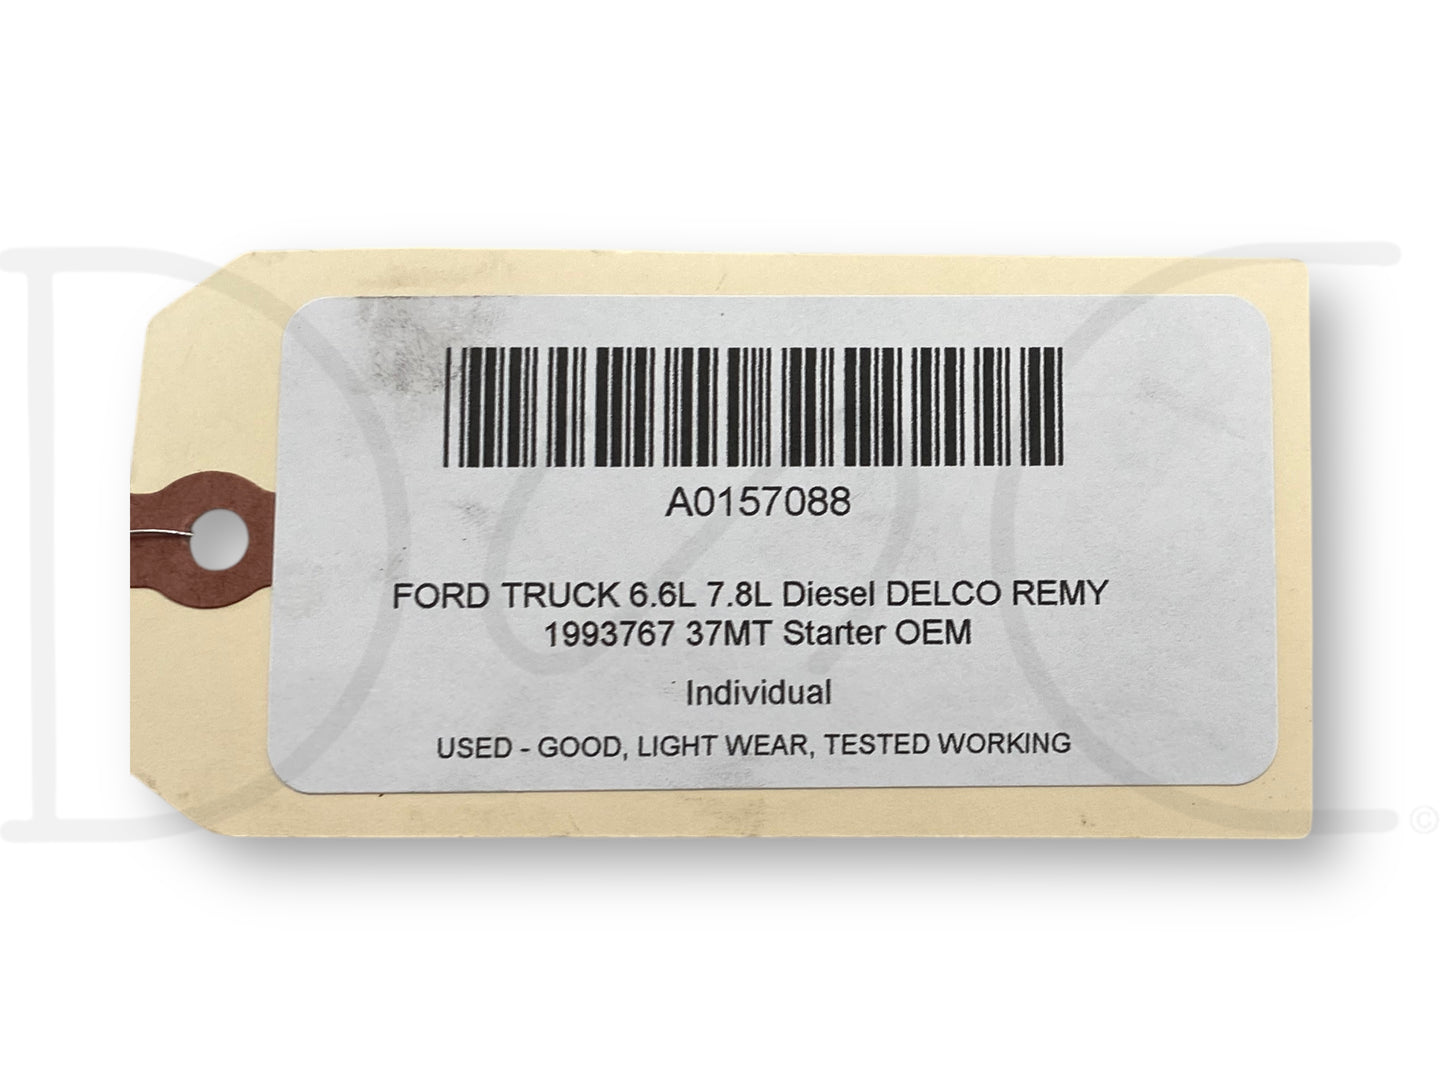 A0157088
FORD TRUCK 6.6L 7.8L Diesel DELCO REMY
1993767 37MT Starter OEM
Individual
USED - GOOD, LIGHT WEAR, TESTED WORKING
©